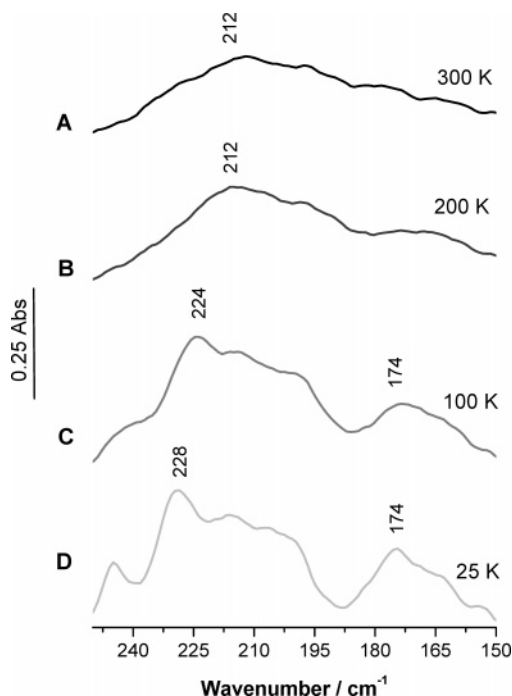 212
300 K
A
212
200 K
B
0.25 Abs
224
174
100 K
C
228
174
25 K
D
240 225 210 195 180 165 150
Wavenumber / cm⁻¹